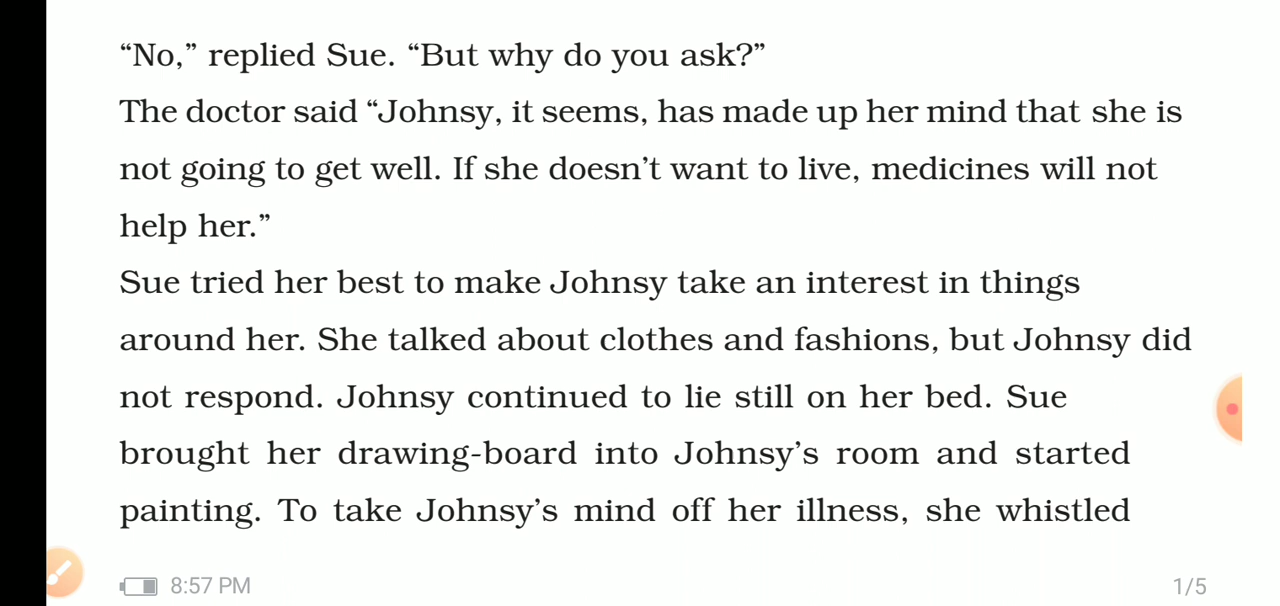 “No,” replied Sue. “But why do you ask?”
The doctor said “Johnsy, it seems, has made up her mind that she is
not going to get well. If she doesn’t want to live, medicines will not
help her.”
Sue tried her best to make Johnsy take an interest in things
around her. She talked about clothes and fashions, but Johnsy did
not respond. Johnsy continued to lie still on her bed. Sue
brought her drawing-board into Johnsy’s room and started
painting. To take Johnsy’s mind off her illness, she whistled
8:57 PM 1/5